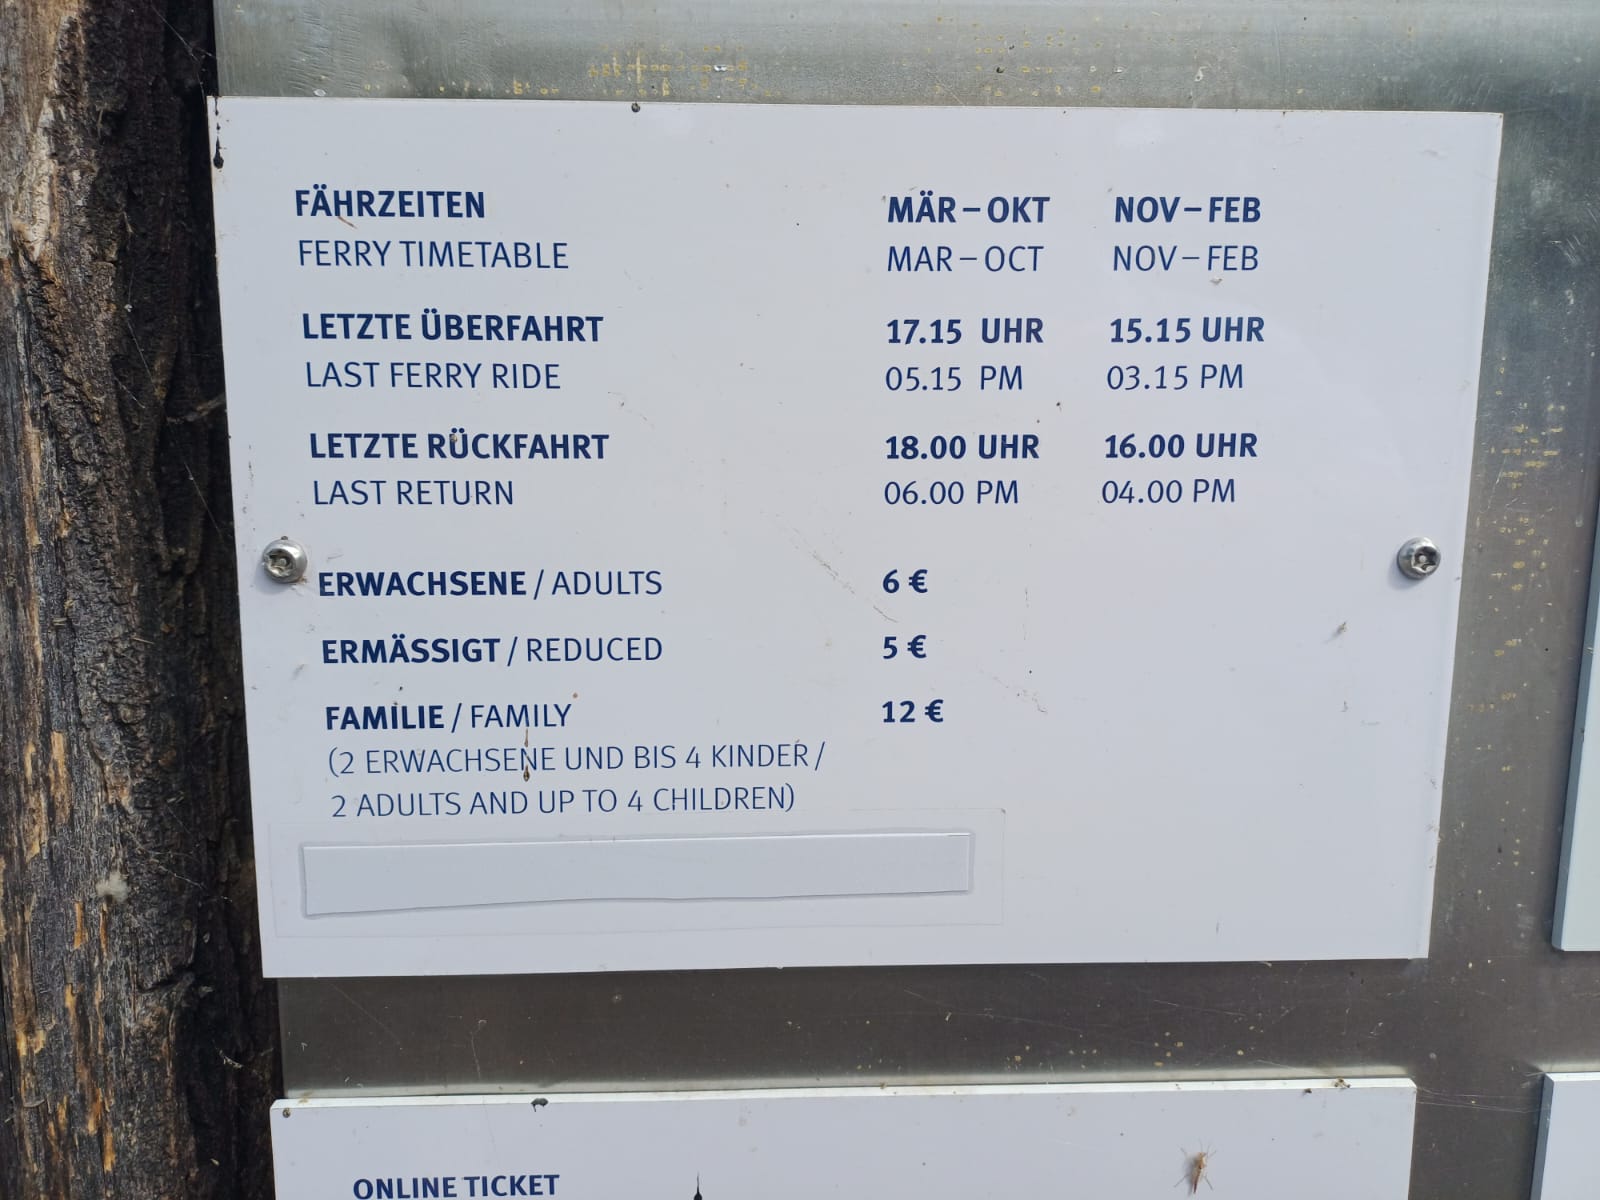 FÄHRZEITEN MÄR – OKT NOV – FEB
FERRY TIMETABLE MAR – OCT NOV – FEB
LETZTE ÜBERFAHRT 17.15 UHR 15.15 UHR
LAST FERRY RIDE 05.15 PM 03.15 PM
LETZTE RÜCKFAHRT 18.00 UHR 16.00 UHR
LAST RETURN 06.00 PM 04.00 PM
ERWACHSENE / ADULTS 6 €
ERMÄSSIGT / REDUCED 5 €
FAMILIE / FAMILY 12 €
(2 ERWACHSENE UND BIS 4 KINDER /
2 ADULTS AND UP TO 4 CHILDREN)
ONLINE TICKET